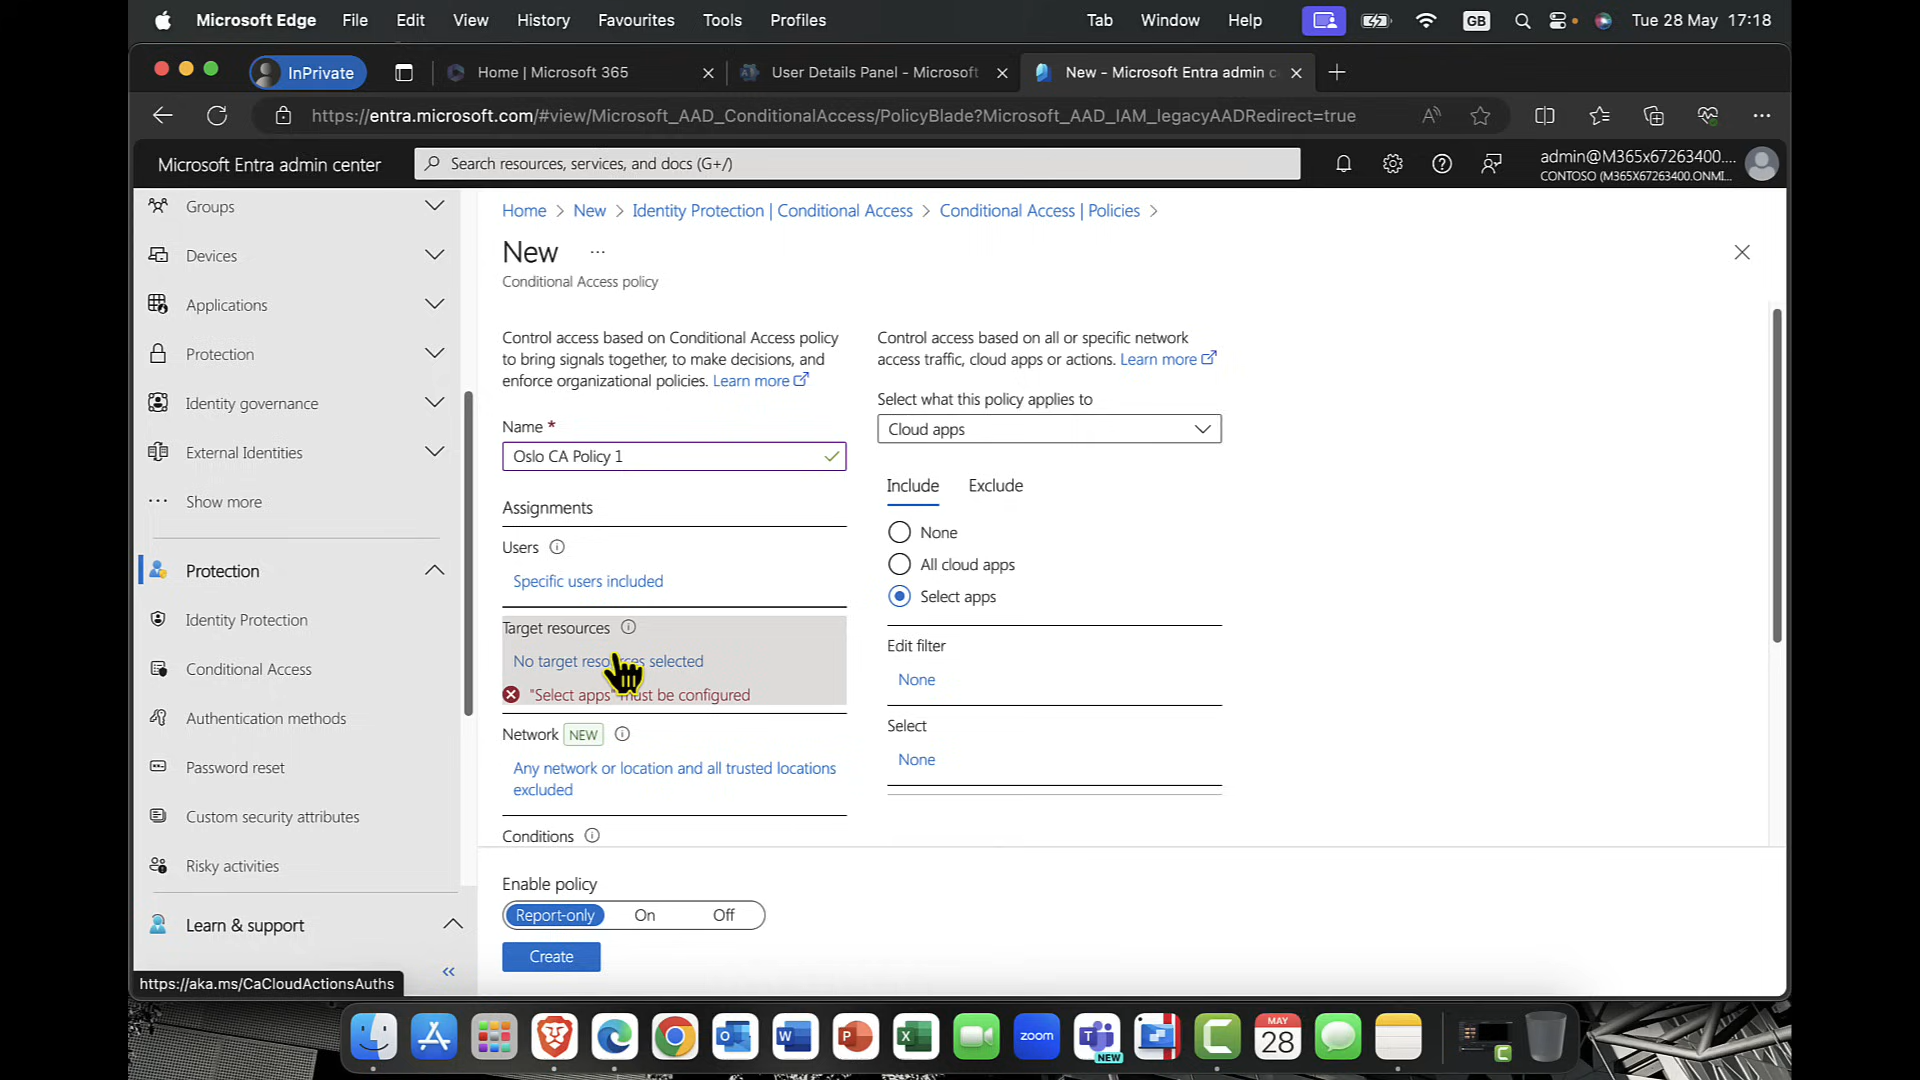 Microsoft Edge File Edit View History Favourites Tools Profiles Tab Window Help GB Tue 28 May 17:18
InPrivate Home | Microsoft 365 User Details Panel - Microsoft New - Microsoft Entra admin c
https://entra.microsoft.com/#view/Microsoft_AAD_ConditionalAccess/PolicyBlade?Microsoft_AAD_IAM_legacyAADRedirect=true
Microsoft Entra admin center
Search resources, services, and docs (G+/)
admin@M365x67263400....
CONTOSO (M365X67263400.ONMI...
Groups
Devices
Applications
Protection
Identity governance
External Identities
Show more
Protection
Identity Protection
Conditional Access
Authentication methods
Password reset
Custom security attributes
Risky activities
Learn & support
https://aka.ms/CaCloudActionsAuths
Home > New > Identity Protection | Conditional Access > Conditional Access | Policies >
New ...
Conditional Access policy
Control access based on Conditional Access policy
to bring signals together, to make decisions, and
enforce organizational policies. Learn more
Name *
Oslo CA Policy 1
Assignments
Users
Specific users included
Target resources
No target resources selected
"Select apps" must be configured
Network NEW
Any network or location and all trusted locations
excluded
Conditions
Control access based on all or specific network
access traffic, cloud apps or actions. Learn more
Select what this policy applies to
Cloud apps
Include Exclude
None
All cloud apps
Select apps
Edit filter
None
Select
None
Enable policy
Report-only On Off
Create
zoom
NEW
MAY
28